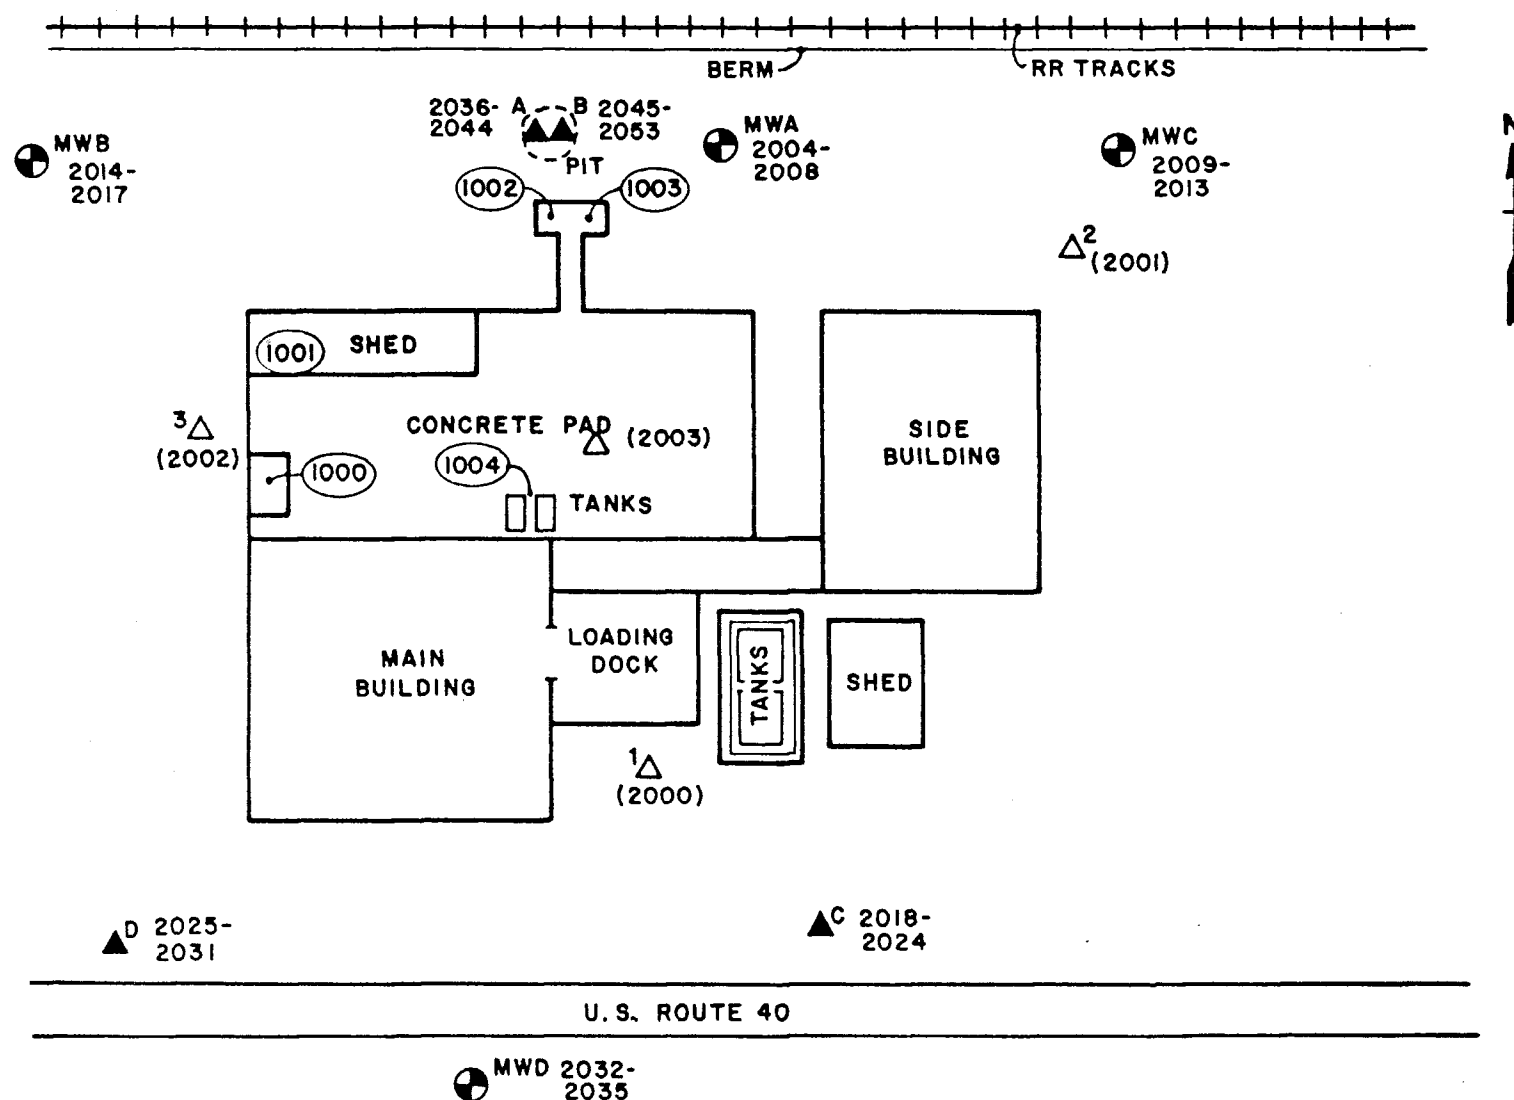 BERM
RR TRACKS
2036- A B 2045-
2044 2053
PIT
MWA
2004-
2008
MWB
2014-
2017
MWC
2009-
2013
N
1002
1003
2
(2001)
1001
SHED
3
(2002)
CONCRETE PAD
(2003)
1000
1004
TANKS
SIDE
BUILDING
MAIN
BUILDING
LOADING
DOCK
TANKS
SHED
1
(2000)
D 2025-
2031
C 2018-
2024
U.S. ROUTE 40
MWD 2032-
2035